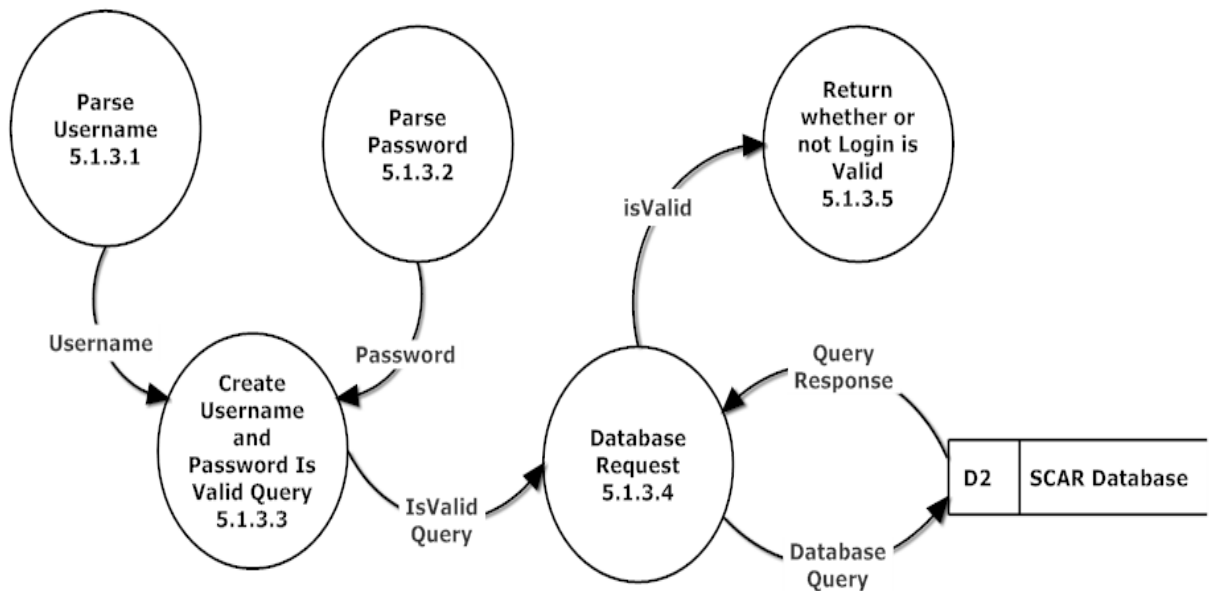 Parse
Username
5.1.3.1
Parse
Password
5.1.3.2
Return
whether or
not Login is
Valid
5.1.3.5
isValid
Username
Password
Query
Response
Create
Username
and
Password Is
Valid Query
5.1.3.3
Database
Request
5.1.3.4
D2
SCAR Database
IsValid
Query
Database
Query